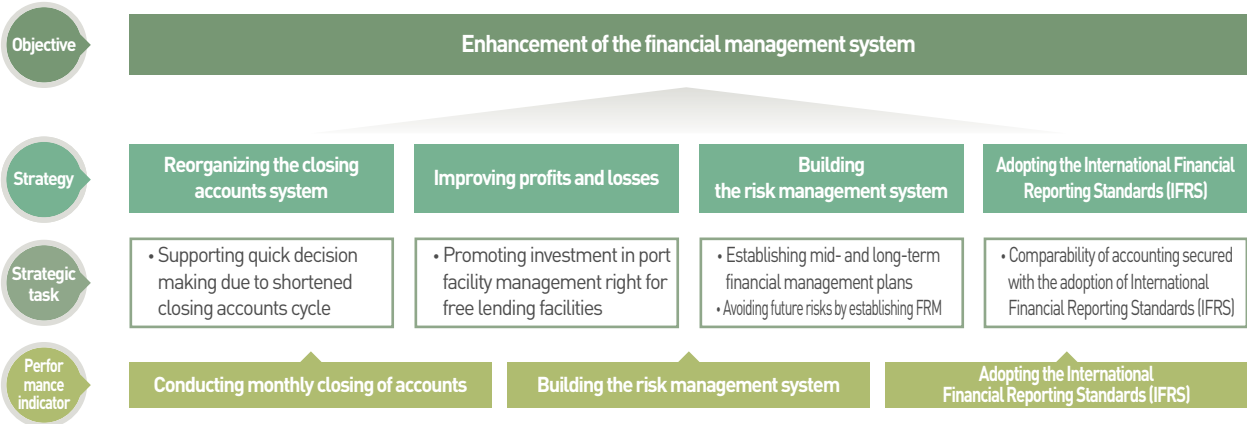 Objective
Enhancement of the financial management system
Strategy
Reorganizing the closing
accounts system
Improving profits and losses
Building
the risk management system
Adopting the International Financial
Reporting Standards (IFRS)
Strategic
task
• Supporting quick decision
making due to shortened
closing accounts cycle
• Promoting investment in port
facility management right for
free lending facilities
• Establishing mid- and long-term
financial management plans
• Avoiding future risks by establishing FRM
• Comparability of accounting secured
with the adoption of International
Financial Reporting Standards (IFRS)
Perfor
mance
indicator
Conducting monthly closing of accounts
Building the risk management system
Adopting the International
Financial Reporting Standards (IFRS)